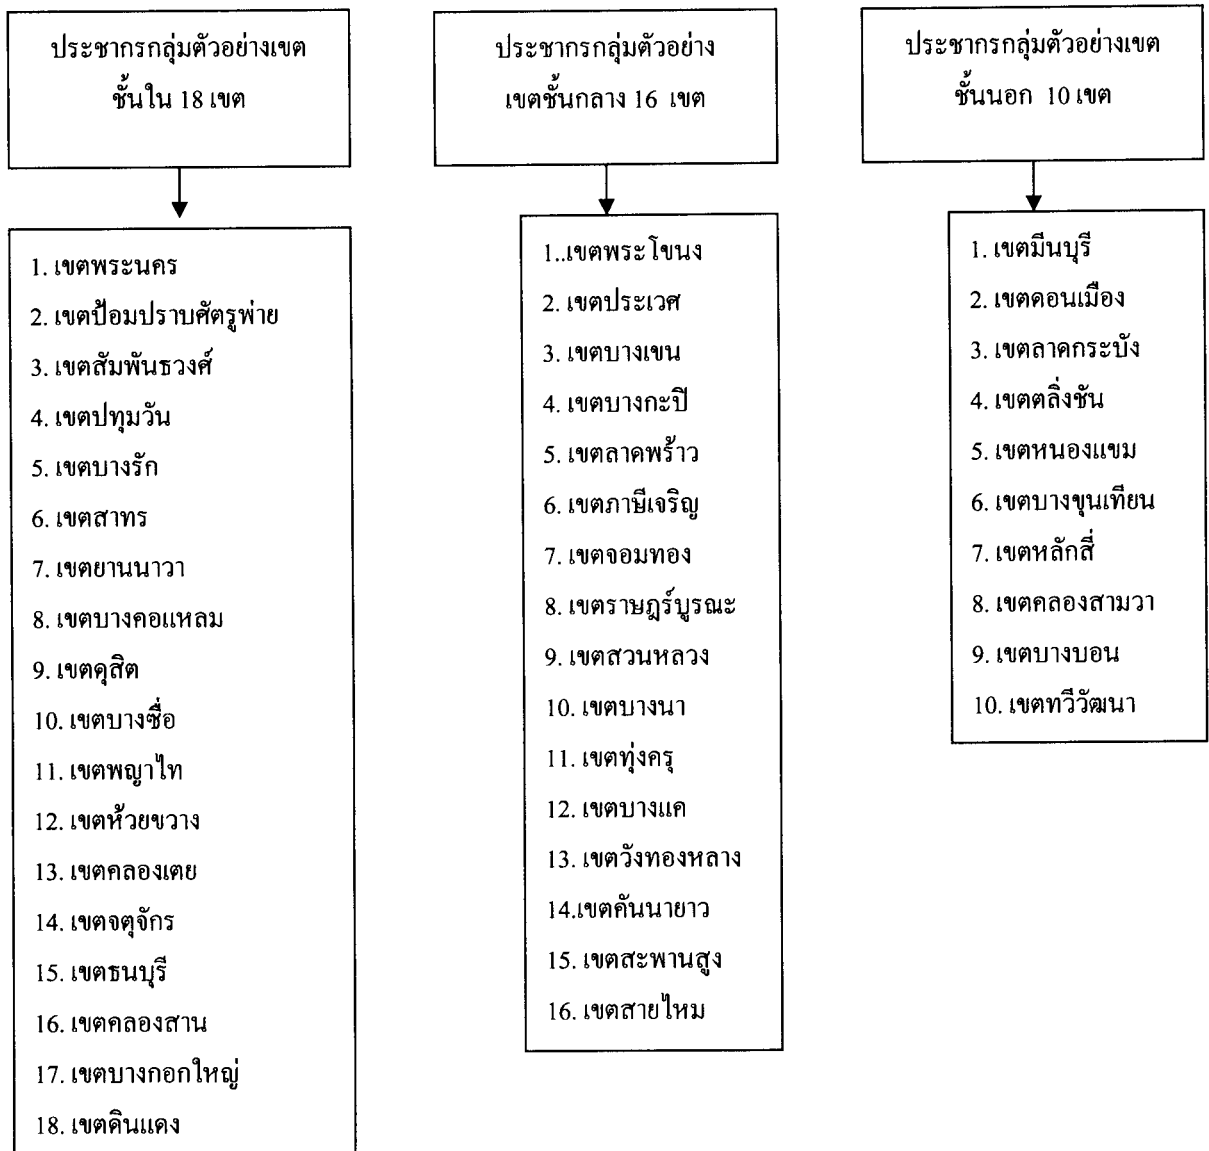 ประชากรกลุ่มตัวอย่างเขต
ชั้นใน 18 เขต
1. เขตพระนคร
2. เขตป้อมปราบศัตรูพ่าย
3. เขตสัมพันธวงศ์
4. เขตปทุมวัน
5. เขตบางรัก
6. เขตสาทร
7. เขตยานนาวา
8. เขตบางคอแหลม
9. เขตดุสิต
10. เขตบางซื่อ
11. เขตพญาไท
12. เขตห้วยขวาง
13. เขตคลองเตย
14. เขตจตุจักร
15. เขตธนบุรี
16. เขตคลองสาน
17. เขตบางกอกใหญ่
18. เขตดินแดง
ประชากรกลุ่มตัวอย่าง
เขตชั้นกลาง 16 เขต
1..เขตพระโขนง
2. เขตประเวศ
3. เขตบางเขน
4. เขตบางกะปิ
5. เขตลาดพร้าว
6. เขตภาษีเจริญ
7. เขตจอมทอง
8. เขตราษฎร์บูรณะ
9. เขตสวนหลวง
10. เขตบางนา
11. เขตทุ่งครุ
12. เขตบางแค
13. เขตวังทองหลาง
14.เขตคันนายาว
15. เขตสะพานสูง
16. เขตสายไหม
ประชากรกลุ่มตัวอย่างเขต
ชั้นนอก 10 เขต
1. เขตมีนบุรี
2. เขตดอนเมือง
3. เขตลาดกระบัง
4. เขตตลิ่งชัน
5. เขตหนองแขม
6. เขตบางขุนเทียน
7. เขตหลักสี่
8. เขตคลองสามวา
9. เขตบางบอน
10. เขตทวีวัฒนา